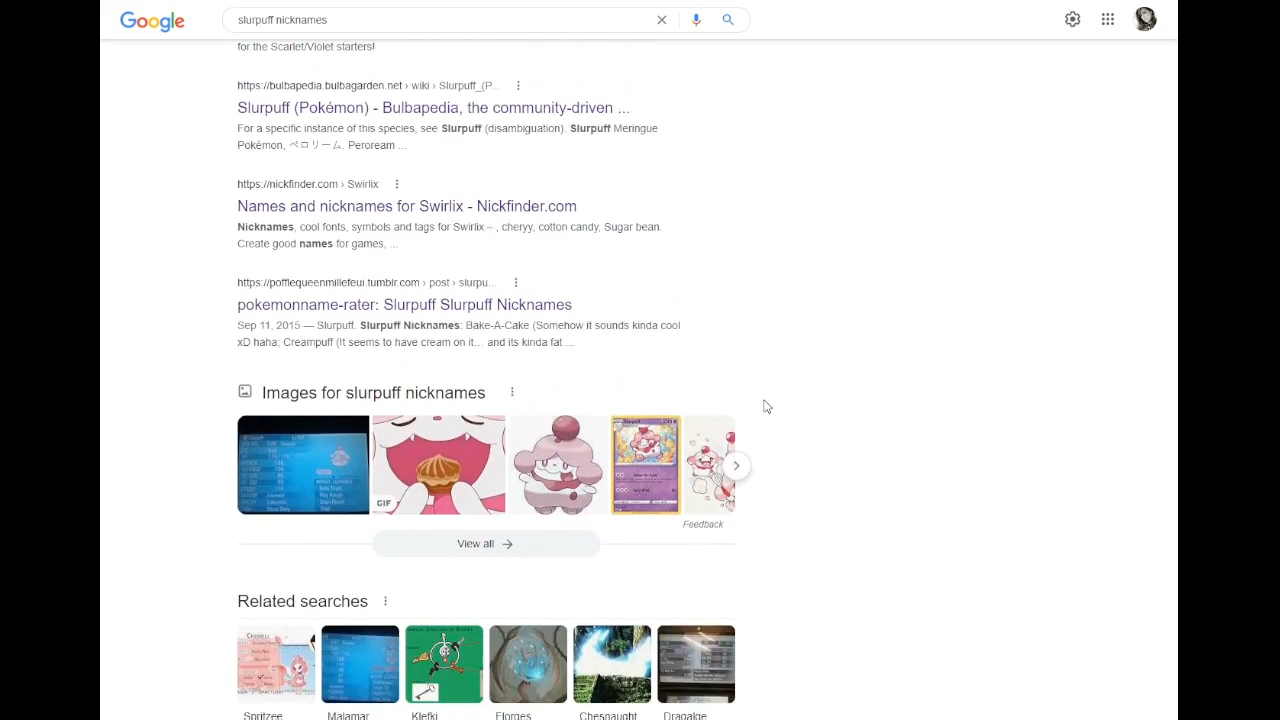 Google
slurpuff nicknames
for the Scarlet/Violet starters!
https://bulbapedia.bulbagarden.net › wiki › Slurpuff_(P...
Slurpuff (Pokémon) - Bulbapedia, the community-driven ...
For a specific instance of this species, see Slurpuff (disambiguation). Slurpuff Meringue
Pokémon, ペロリーム. Peroream ...
https://nickfinder.com › Swirlix
Names and nicknames for Swirlix - Nickfinder.com
Nicknames, cool fonts, symbols and tags for Swirlix – , cheryy, cotton candy, Sugar bean.
Create good names for games, ...
https://pofflequeenmillefeui.tumblr.com › post › slurpu...
pokemonname-rater: Slurpuff Slurpuff Nicknames
Sep 11, 2015 — Slurpuff. Slurpuff Nicknames: Bake-A-Cake (Somehow it sounds kinda cool
xD haha; Creampuff (It seems to have cream on it... and its kinda fat ...
Images for slurpuff nicknames
GIF
Feedback
View all
Related searches
Spritzee Malamar Klefki Florges Chesnaught Dragalge